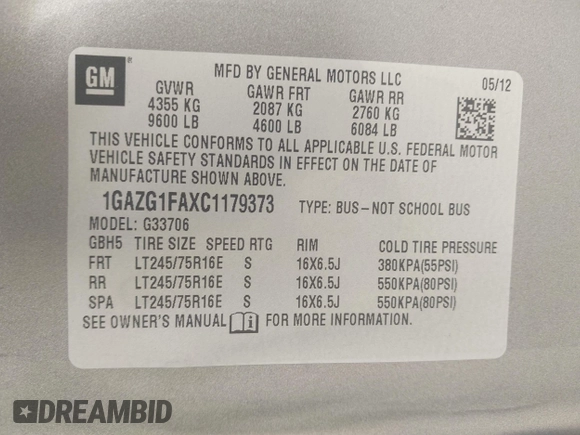 GM ®
MFD BY GENERAL MOTORS LLC 05/12
GVWR GAWR FRT GAWR RR
4355 KG 2087 KG 2760 KG
9600 LB 4600 LB 6084 LB
THIS VEHICLE CONFORMS TO ALL APPLICABLE U.S. FEDERAL MOTOR
VEHICLE SAFETY STANDARDS IN EFFECT ON THE DATE OF
MANUFACTURE SHOWN ABOVE.
1GAZG1FAXC1179373 TYPE: BUS–NOT SCHOOL BUS
MODEL: G33706
GBH5 TIRE SIZE SPEED RTG RIM COLD TIRE PRESSURE
FRT LT245/75R16E S 16X6.5J 380KPA(55PSI)
RR LT245/75R16E S 16X6.5J 550KPA(80PSI)
SPA LT245/75R16E S 16X6.5J 550KPA(80PSI)
SEE OWNER'S MANUAL i FOR MORE INFORMATION.
DREAMBID